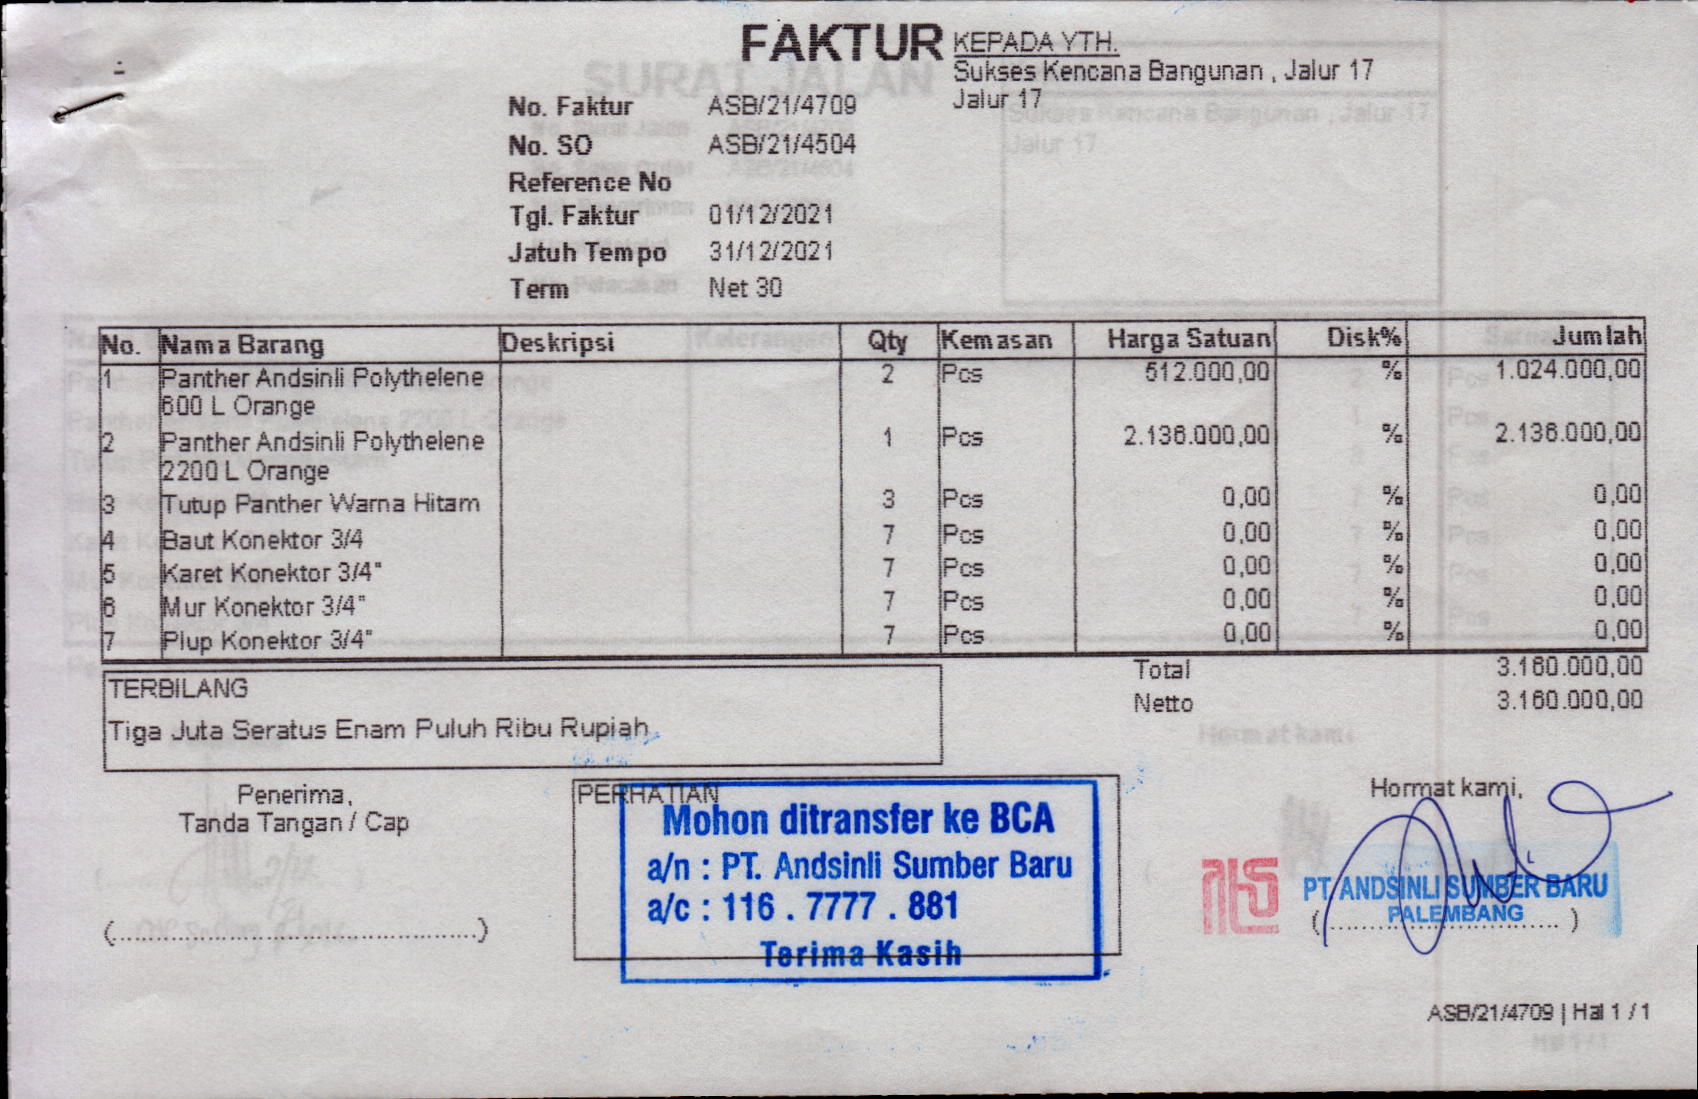 FAKTUR
KEPADA YTH.
Sukses Kencana Bangunan , Jalur 17
Jalur 17
No. Faktur ASB/21/4709
No. SO ASB/21/4504
Reference No
Tgl. Faktur 01/12/2021
Jatuh Tempo 31/12/2021
Term Net 30
No. Nama Barang Deskripsi Qty Kemasan Harga Satuan Disk% Jumlah
1 Panther Andsinli Polythelene 2 Pcs 512.000,00 % 1.024.000,00
600 L Orange
2 Panther Andsinli Polythelene 1 Pcs 2.136.000,00 % 2.136.000,00
2200 L Orange
3 Tutup Panther Warna Hitam 3 Pcs 0,00 % 0,00
4 Baut Konektor 3/4 7 Pcs 0,00 % 0,00
5 Karet Konektor 3/4" 7 Pcs 0,00 % 0,00
6 Mur Konektor 3/4" 7 Pcs 0,00 % 0,00
7 Plup Konektor 3/4" 7 Pcs 0,00 % 0,00
Total 3.160.000,00
Netto 3.160.000,00
TERBILANG
Tiga Juta Seratus Enam Puluh Ribu Rupiah
Penerima,
Tanda Tangan / Cap
(................................................)
PERHATIAN
Mohon ditransfer ke BCA
a/n : PT. Andsinli Sumber Baru
a/c : 116 . 7777 . 881
Terima Kasih
Hormat kami,
PT. ANDSINLI SUMBER BARU
PALEMBANG
(................................)
ASB/21/4709 | Hal 1 / 1